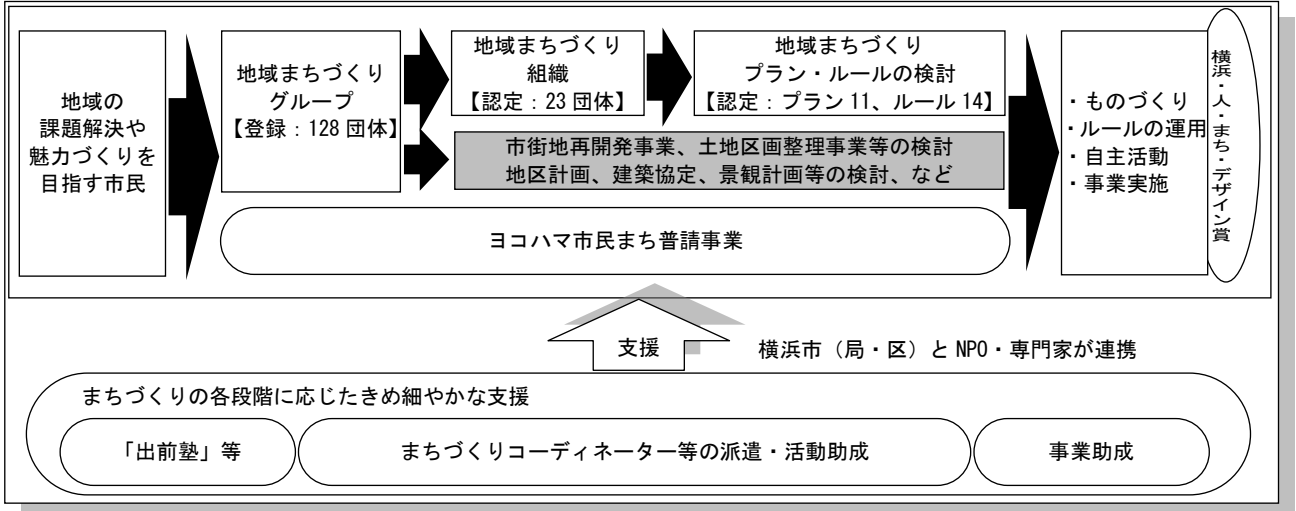 地域の
課題解決や
魅力づくりを
目指す市民
地域まちづくり
グループ
【登録：128 団体】
地域まちづくり
組織
【認定：23 団体】
地域まちづくり
プラン・ルールの検討
【認定：プラン 11、ルール 14】
市街地再開発事業、土地区画整理事業等の検討
地区計画、建築協定、景観計画等の検討、など
ヨコハマ市民まち普請事業
・ものづくり
・ルールの運用
・自主活動
・事業実施
横浜・人・まち・デザイン賞
支援
横浜市（局・区）と NPO・専門家が連携
まちづくりの各段階に応じたきめ細やかな支援
「出前塾」等
まちづくりコーディネーター等の派遣・活動助成
事業助成